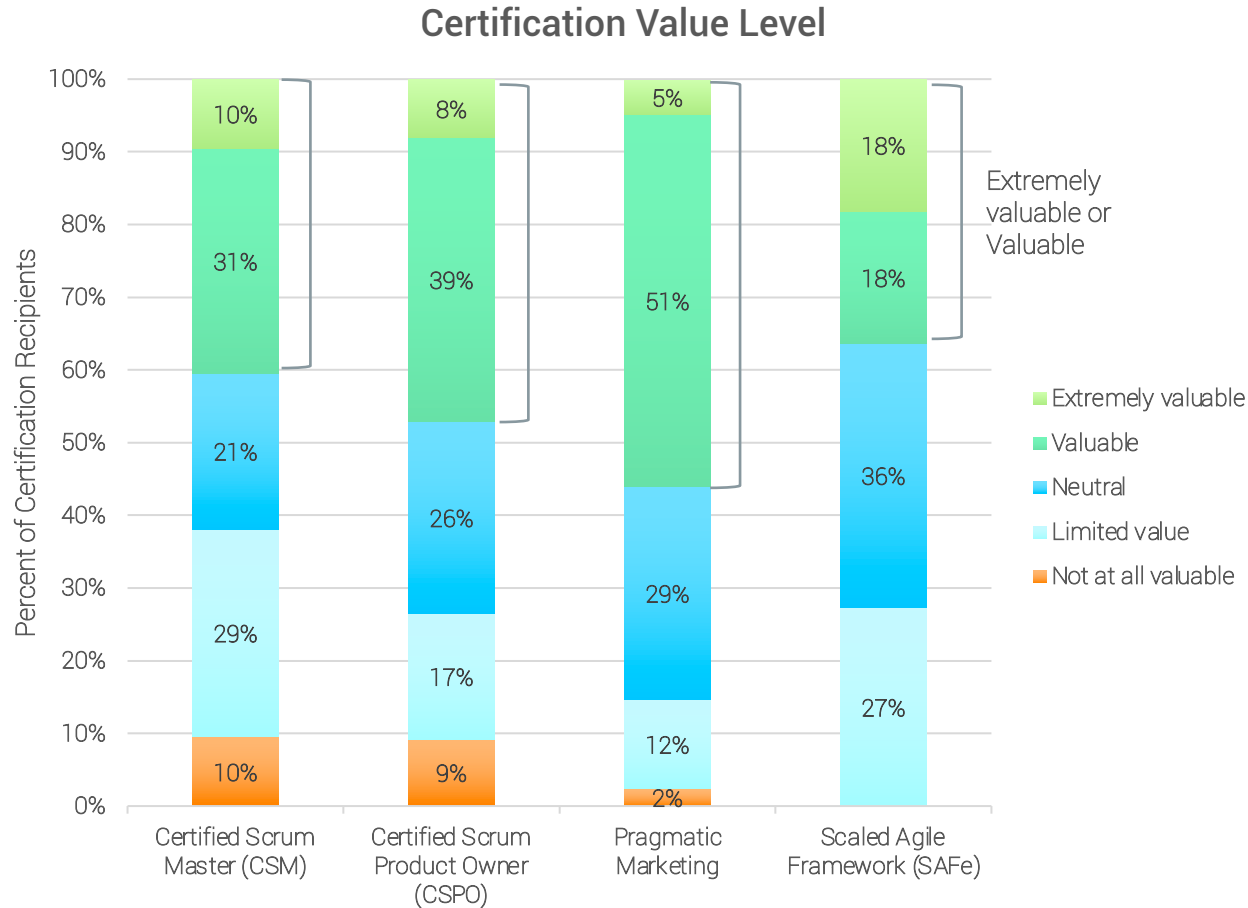 Certification Value Level
Percent of Certification Recipients
100%
90%
80%
70%
60%
50%
40%
30%
20%
10%
0%
10%
31%
21%
29%
10%
8%
39%
26%
17%
9%
5%
51%
29%
12%
2%
18%
18%
36%
27%
Extremely
valuable or
Valuable
Extremely valuable
Valuable
Neutral
Limited value
Not at all valuable
Certified Scrum
Master (CSM)
Certified Scrum
Product Owner
(CSPO)
Pragmatic
Marketing
Scaled Agile
Framework (SAFe)